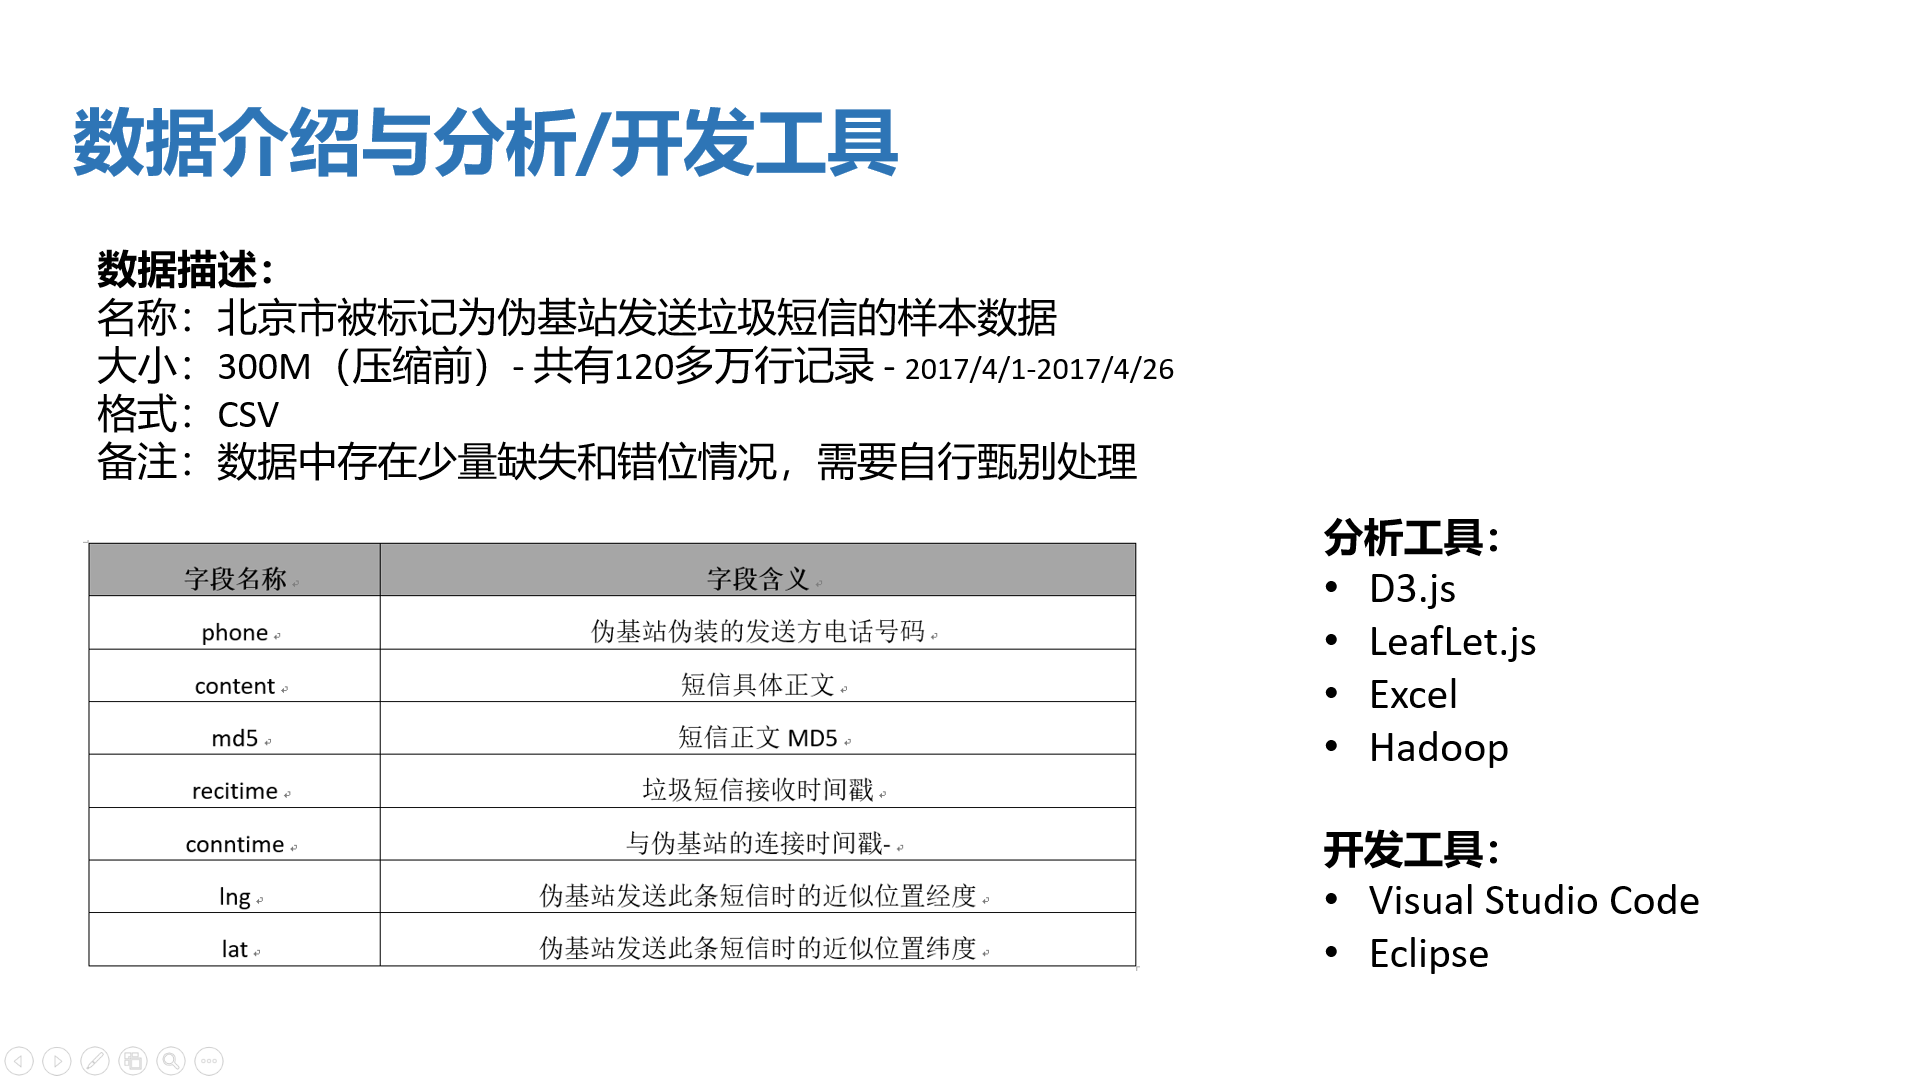 数据介绍与分析/开发工具
数据描述：
名称：北京市被标记为伪基站发送垃圾短信的样本数据
大小：300M（压缩前）- 共有120多万行记录 - 2017/4/1-2017/4/26
格式：CSV
备注：数据中存在少量缺失和错位情况，需要自行甄别处理
字段名称 字段含义
phone 伪基站伪装的发送方电话号码
content 短信具体正文
md5 短信正文 MD5
recitime 垃圾短信接收时间戳
conntime 与伪基站的连接时间戳-
lng 伪基站发送此条短信时的近似位置经度
lat 伪基站发送此条短信时的近似位置纬度
分析工具：
• D3.js
• LeafLet.js
• Excel
• Hadoop
开发工具：
• Visual Studio Code
• Eclipse